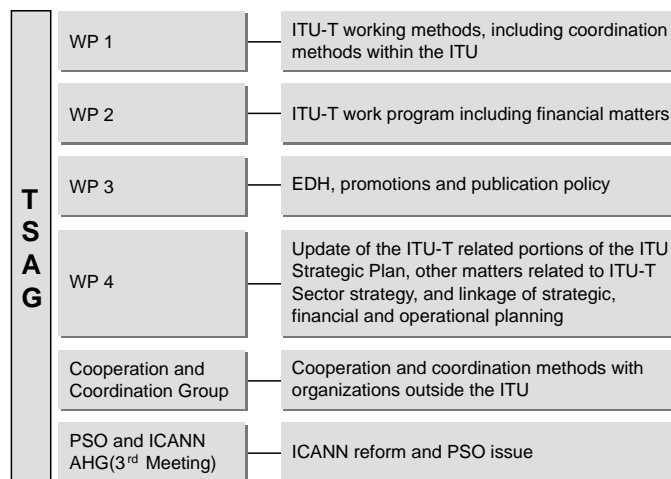 TSAG
WP 1
ITU-T working methods, including coordination
methods within the ITU
WP 2
ITU-T work program including financial matters
WP 3
EDH, promotions and publication policy
WP 4
Update of the ITU-T related portions of the ITU
Strategic Plan, other matters related to ITU-T
Sector strategy, and linkage of strategic,
financial and operational planning
Cooperation and
Coordination Group
Cooperation and coordination methods with
organizations outside the ITU
PSO and ICANN
AHG(3rd Meeting)
ICANN reform and PSO issue